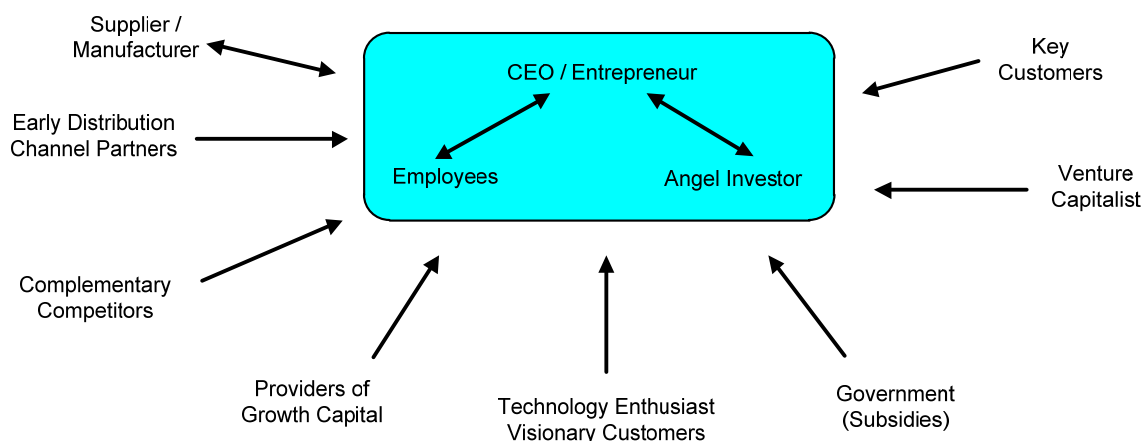 Supplier /
Manufacturer
CEO / Entrepreneur
Key
Customers
Early Distribution
Channel Partners
Employees
Angel Investor
Venture
Capitalist
Complementary
Competitors
Providers of
Growth Capital
Technology Enthusiast
Visionary Customers
Government
(Subsidies)